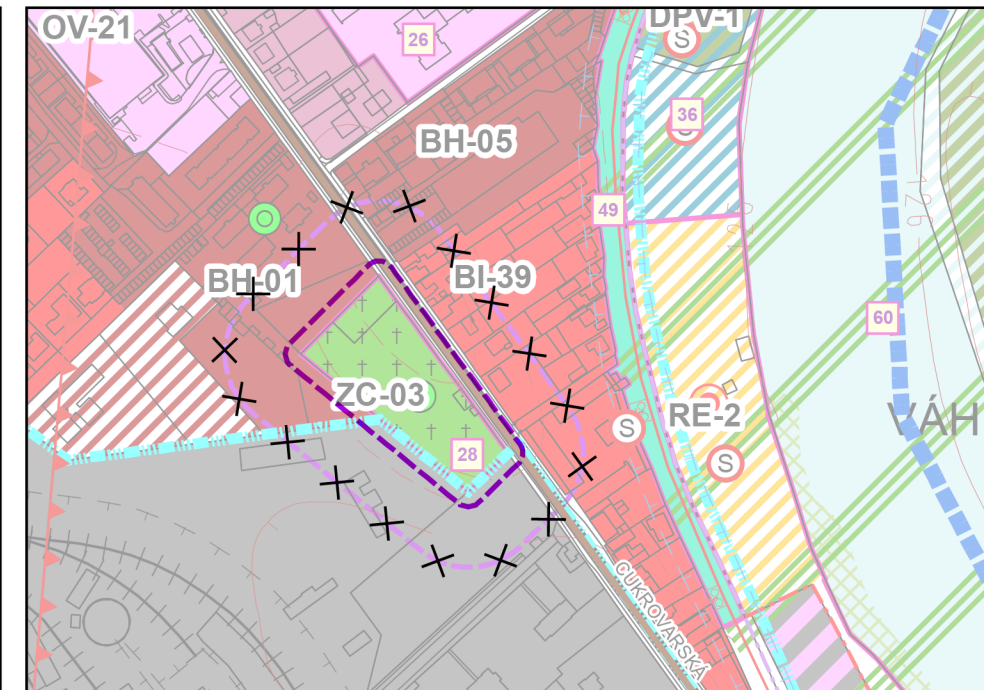 OV-21
DPV-1
S
26
36
BH-05
49
BI-39
BH-01
60
ZC-03
RE-2
VÁH
S
28
S
CUKROVARSKÁ